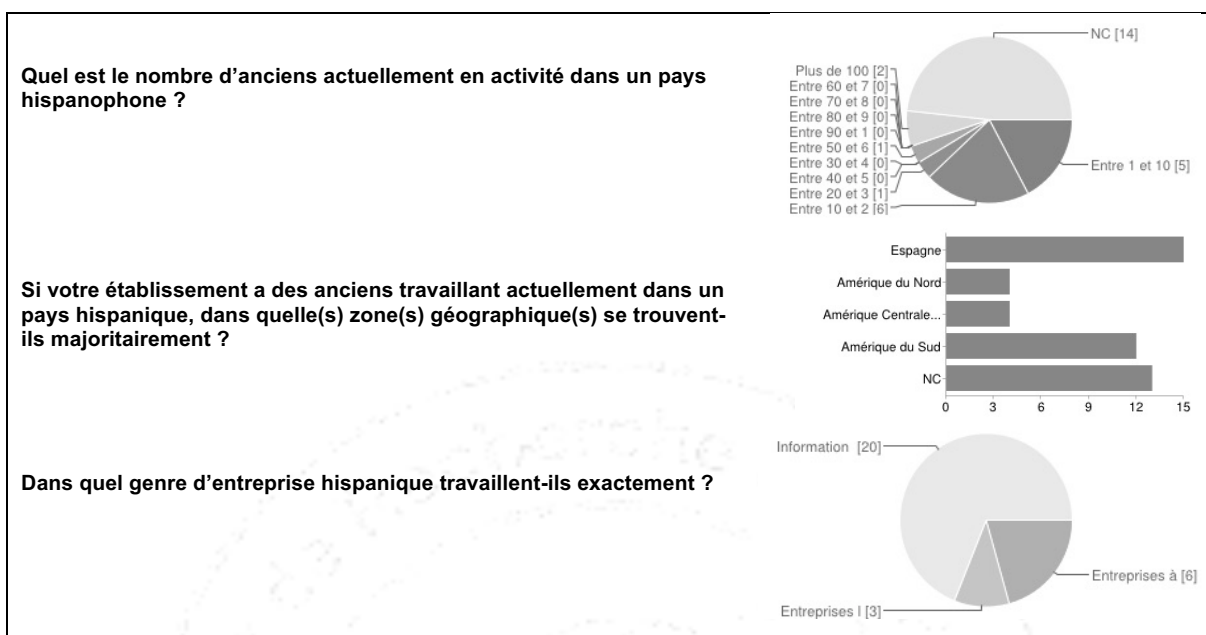 Quel est le nombre d’anciens actuellement en activité dans un pays
hispanophone ?
NC [14]
Plus de 100 [2]
Entre 60 et 7 [0]
Entre 70 et 8 [0]
Entre 80 et 9 [0]
Entre 90 et 1 [0]
Entre 50 et 6 [1]
Entre 30 et 4 [0]
Entre 40 et 5 [0]
Entre 20 et 3 [1]
Entre 10 et 2 [6]
Entre 1 et 10 [5]
Si votre établissement a des anciens travaillant actuellement dans un
pays hispanique, dans quelle(s) zone(s) géographique(s) se trouvent-
ils majoritairement ?
Espagne
Amérique du Nord
Amérique Centrale...
Amérique du Sud
NC
0 3 6 9 12 15
Dans quel genre d’entreprise hispanique travaillent-ils exactement ?
Information [20]
Entreprises à [6]
Entreprises l [3]